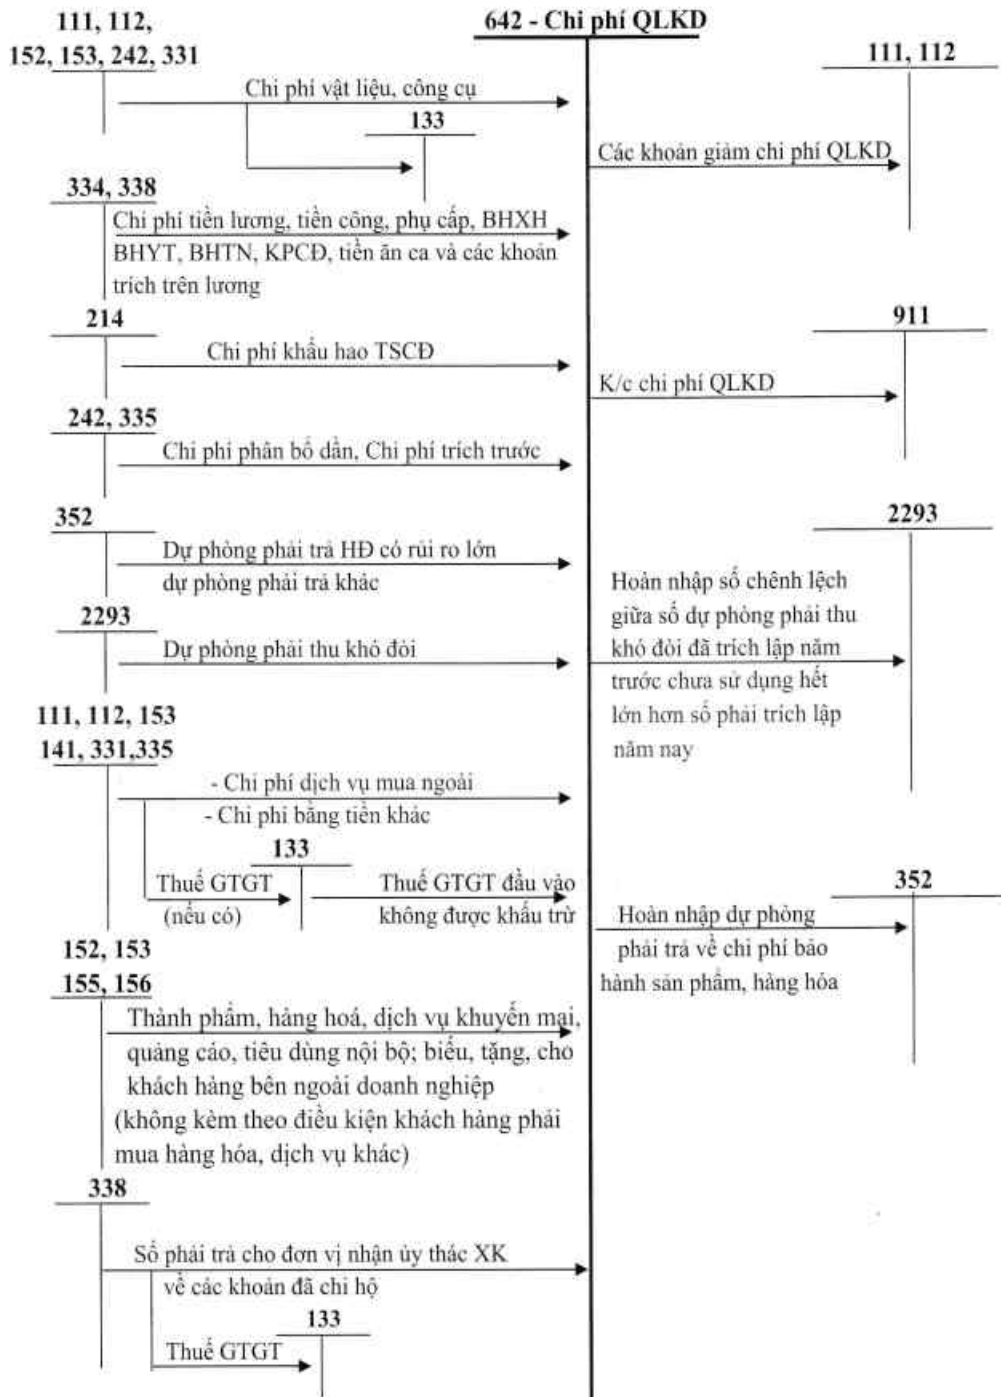 642 - Chi phí QLKD
111, 112,
152, 153, 242, 331
Chi phí vật liệu, công cụ
133
334, 338
Chi phí tiền lương, tiền công, phụ cấp, BHXH
BHYT, BHTN, KPCĐ, tiền ăn ca và các khoản
trích trên lương
214
Chi phí khấu hao TSCĐ
242, 335
Chi phí phân bổ dần, Chi phí trích trước
352
Dự phòng phải trả HĐ có rủi ro lớn
dự phòng phải trả khác
2293
Dự phòng phải thu khó đòi
111, 112, 153
141, 331,335
- Chi phí dịch vụ mua ngoài
- Chi phí bằng tiền khác
133
Thuế GTGT
(nếu có)
Thuế GTGT đầu vào
không được khấu trừ
152, 153
155, 156
Thành phẩm, hàng hoá, dịch vụ khuyến mại,
quảng cáo, tiêu dùng nội bộ; biếu, tặng, cho
khách hàng bên ngoài doanh nghiệp
(không kèm theo điều kiện khách hàng phải
mua hàng hóa, dịch vụ khác)
338
Số phải trả cho đơn vị nhận ủy thác XK
về các khoản đã chi hộ
133
Thuế GTGT
111, 112
Các khoản giảm chi phí QLKD
911
K/c chi phí QLKD
2293
Hoàn nhập số chênh lệch
giữa số dự phòng phải thu
khó đòi đã trích lập năm
trước chưa sử dụng hết
lớn hơn số phải trích lập
năm nay
352
Hoàn nhập dự phòng
phải trả về chi phí bảo
hành sản phẩm, hàng hóa